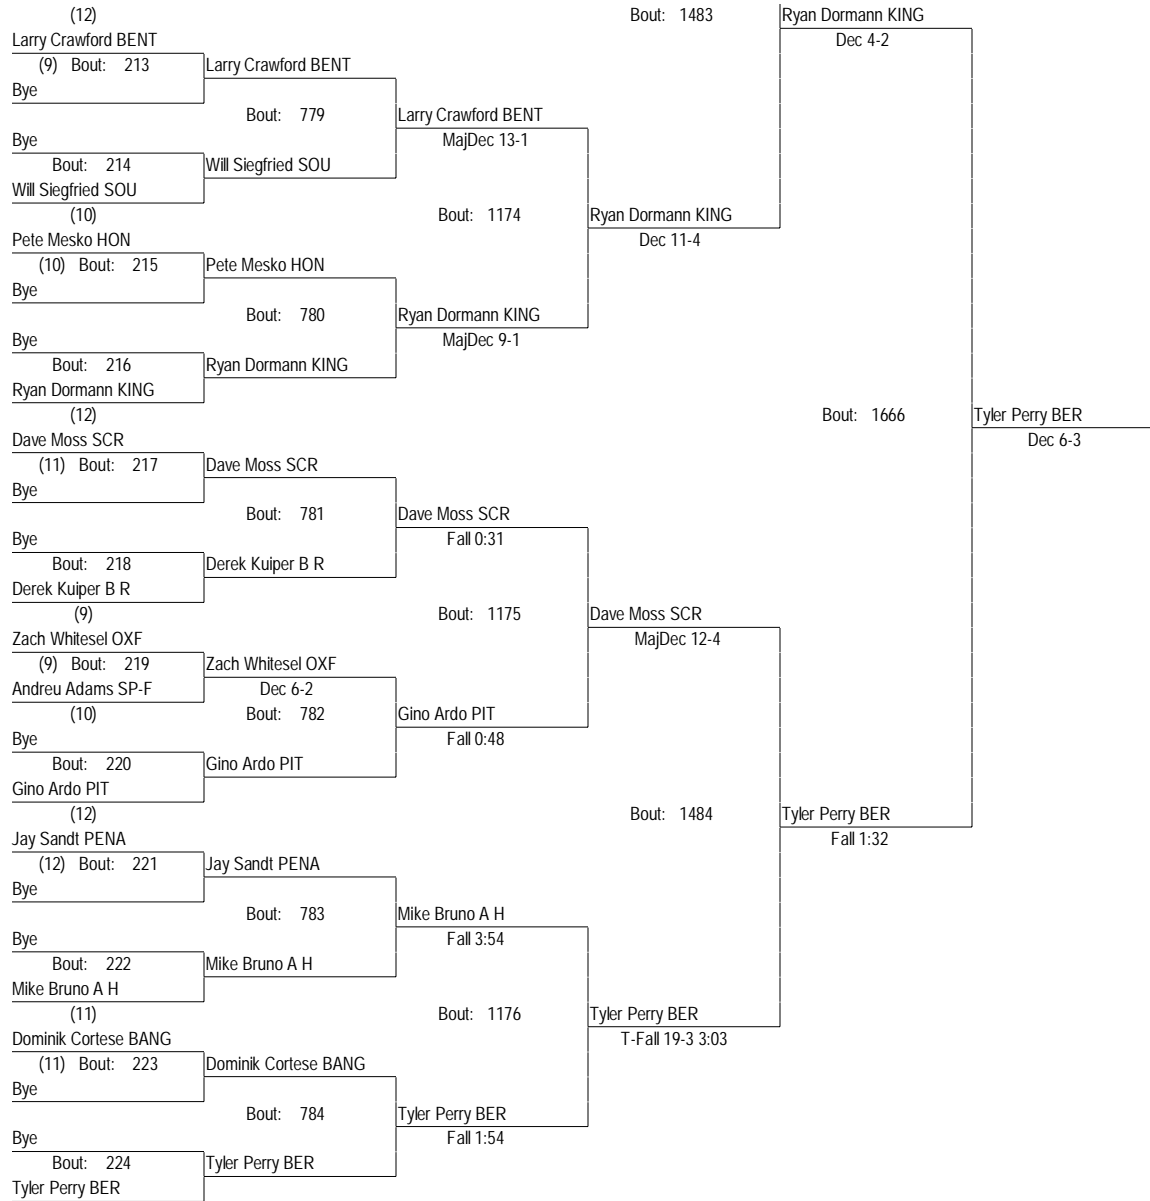 (12) Bout: 1483 Ryan Dormann KING
Larry Crawford BENT Dec 4-2
(9) Bout: 213 Larry Crawford BENT
Bye
Bout: 779 Larry Crawford BENT
Bye MajDec 13-1
Bout: 214 Will Siegfried SOU
Will Siegfried SOU
(10) Bout: 1174 Ryan Dormann KING
Pete Mesko HON Dec 11-4
(10) Bout: 215 Pete Mesko HON
Bye
Bout: 780 Ryan Dormann KING
Bye MajDec 9-1
Bout: 216 Ryan Dormann KING
Ryan Dormann KING
(12) Bout: 1666 Tyler Perry BER
Dave Moss SCR Dec 6-3
(11) Bout: 217 Dave Moss SCR
Bye
Bout: 781 Dave Moss SCR
Bye Fall 0:31
Bout: 218 Derek Kuiper B R
Derek Kuiper B R
(9) Bout: 1175 Dave Moss SCR
Zach Whitesel OXF MajDec 12-4
(9) Bout: 219 Zach Whitesel OXF
Andreu Adams SP-F Dec 6-2
(10) Bout: 782 Gino Ardo PIT
Bye Fall 0:48
Bout: 220 Gino Ardo PIT
Gino Ardo PIT
(12) Bout: 1484 Tyler Perry BER
Jay Sandt PENA Fall 1:32
(12) Bout: 221 Jay Sandt PENA
Bye
Bout: 783 Mike Bruno A H
Bye Fall 3:54
Bout: 222 Mike Bruno A H
Mike Bruno A H
(11) Bout: 1176 Tyler Perry BER
Dominik Cortese BANG T-Fall 19-3 3:03
(11) Bout: 223 Dominik Cortese BANG
Bye
Bout: 784 Tyler Perry BER
Bye Fall 1:54
Bout: 224 Tyler Perry BER
Tyler Perry BER